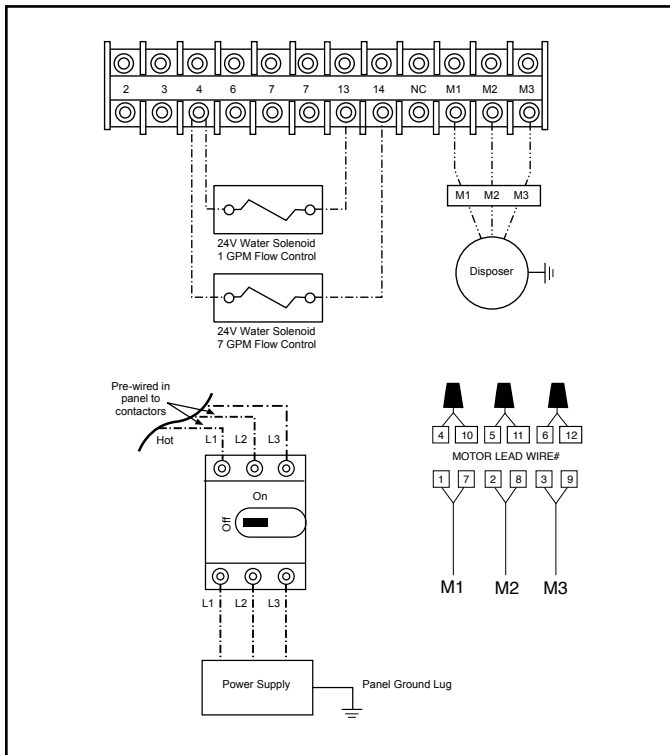 2 3 4 6 7 7 13 14 NC M1 M2 M3
M1 M2 M3
24V Water Solenoid
1 GPM Flow Control
Disposer
24V Water Solenoid
7 GPM Flow Control
Pre-wired in
panel to
contactors
Hot
L1 L2 L3
On
Off
L1 L2 L3
Power Supply
Panel Ground Lug
4 10 5 11 6 12
MOTOR LEAD WIRE#
1 7 2 8 3 9
M1 M2 M3